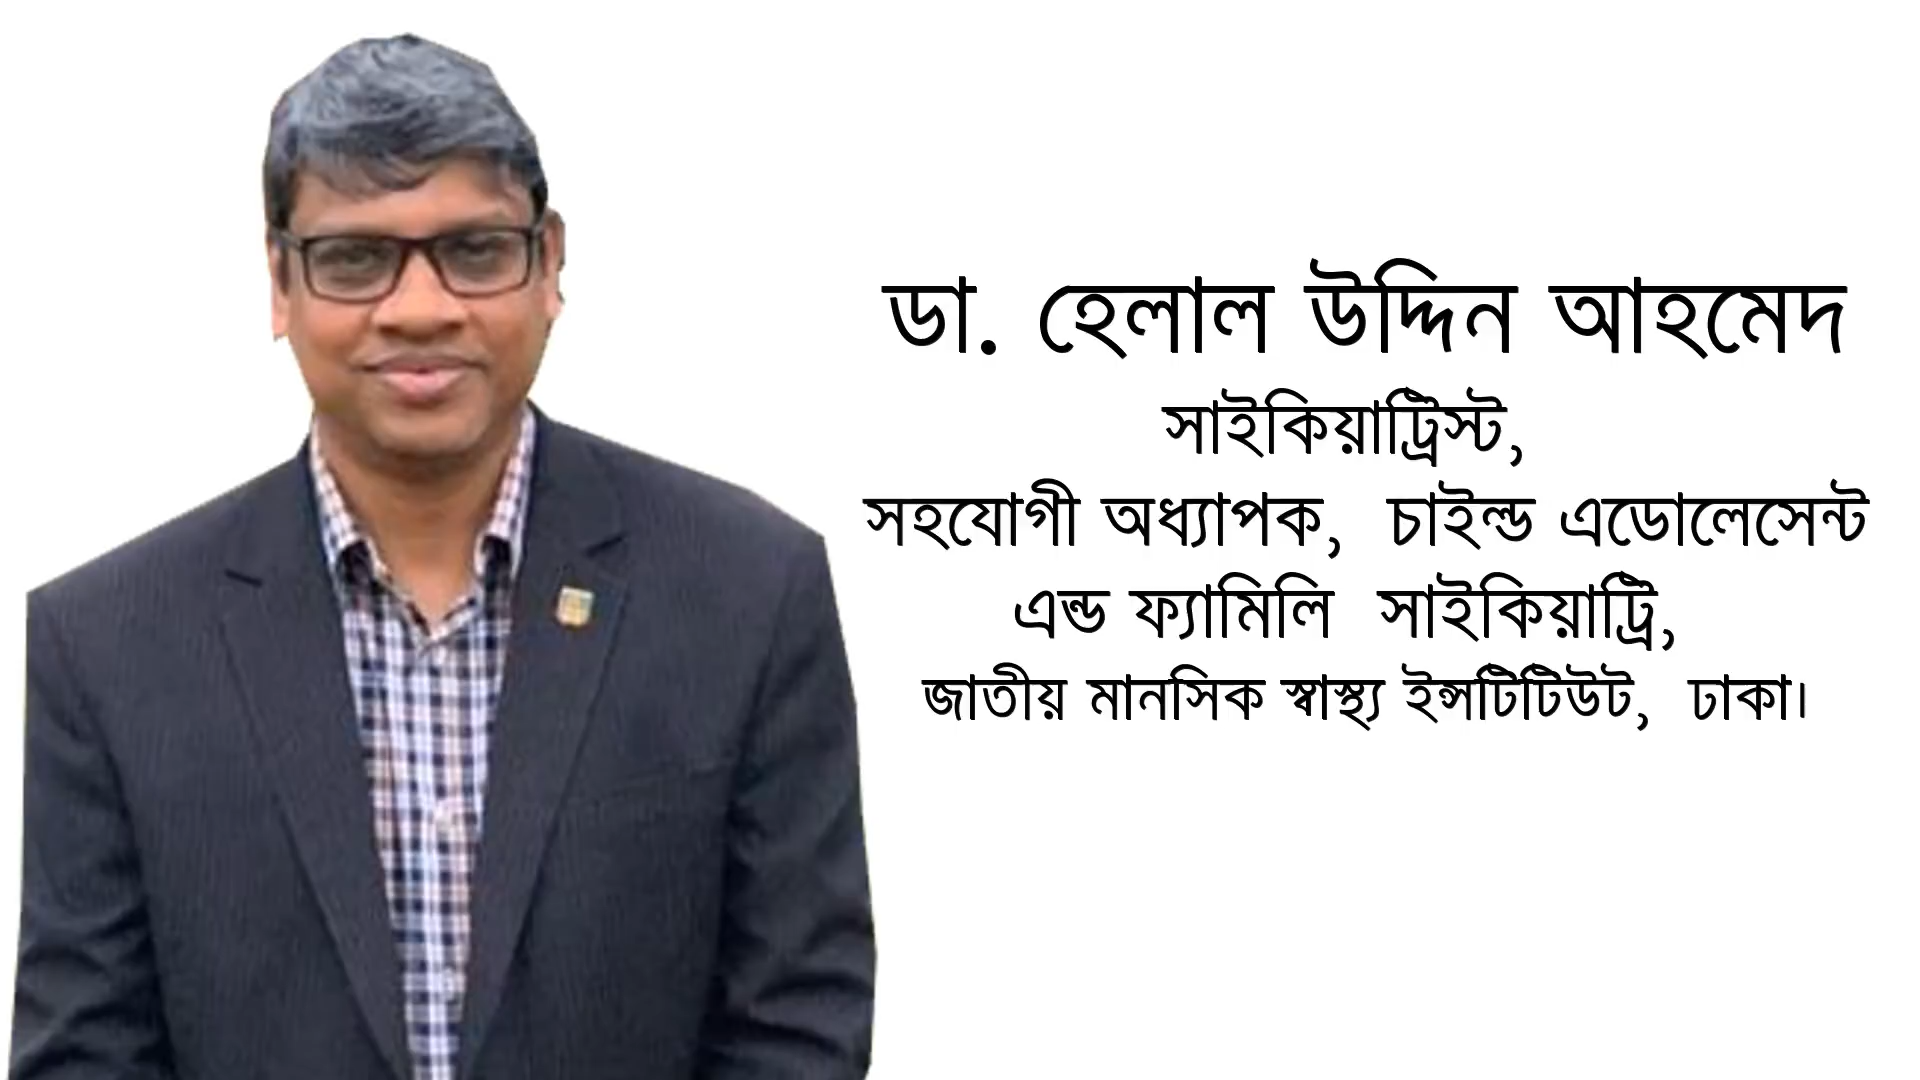 ডা. হেলাল উদ্দিন আহমেদ
সাইকিয়াট্রিস্ট,
সহযোগী অধ্যাপক, চাইল্ড এডোলেসেন্ট
এন্ড ফ্যামিলি সাইকিয়াট্রি,
জাতীয় মানসিক স্বাস্থ্য ইন্সটিটিউট, ঢাকা।